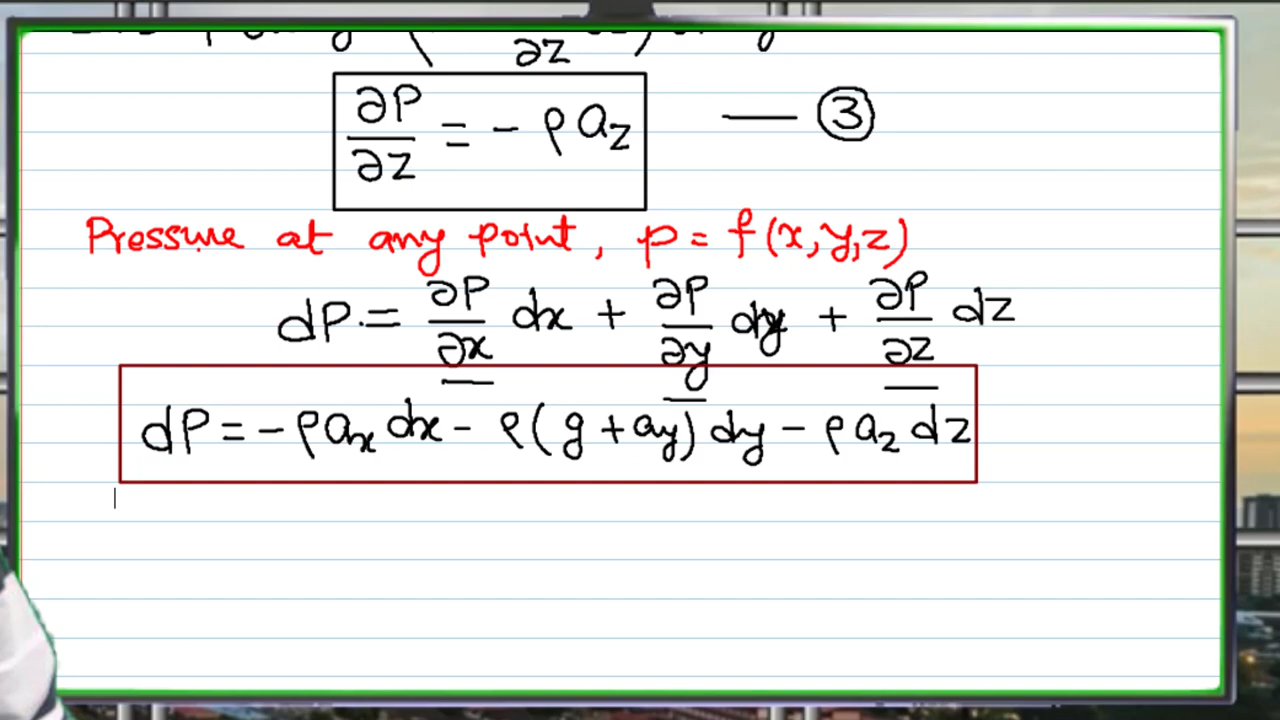 ∂z
∂P/∂z = - ρ a_z — ③
Pressure at any point, p = f(x,y,z)
dP = ∂P/∂x dx + ∂P/∂y dy + ∂P/∂z dz
dP = - ρ a_x dx - ρ(g + a_y) dy - ρ a_z dz